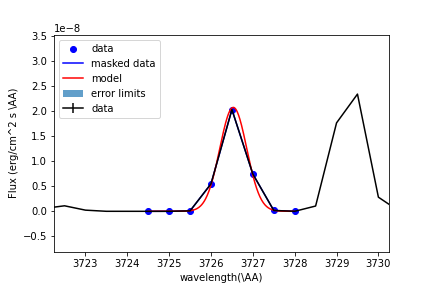 1e−8
3.5
3.0
2.5
2.0
1.5
1.0
0.5
0.0
−0.5
Flux (erg/cm^2 s \AA)
data
masked data
model
error limits
data
3723 3724 3725 3726 3727 3728 3729 3730
wavelength(\AA)